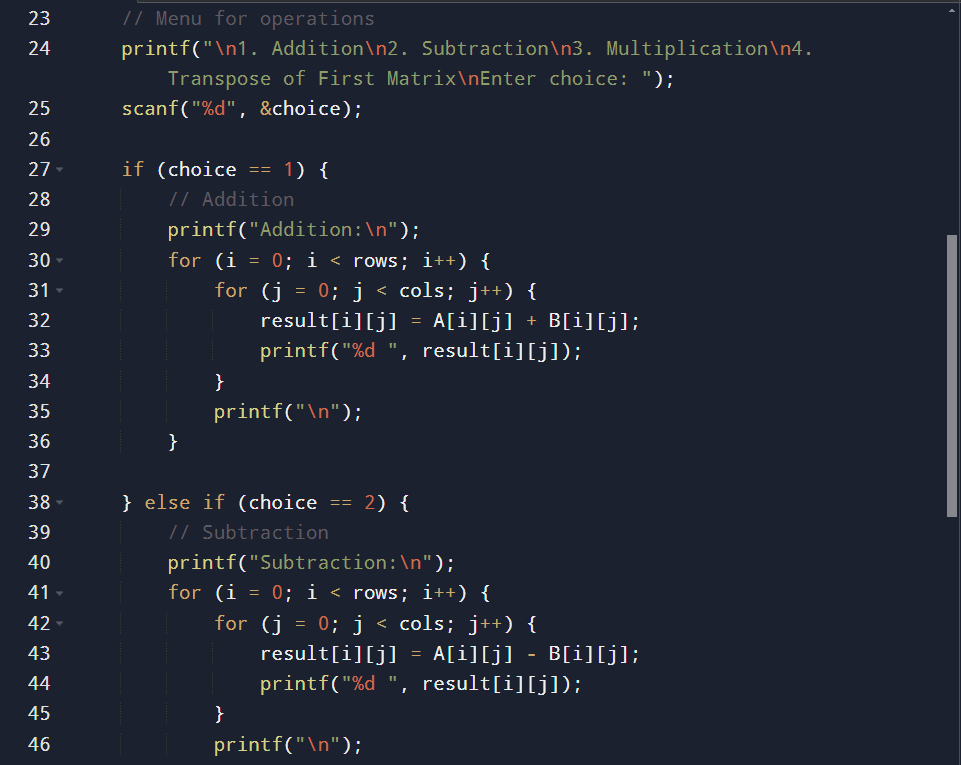 23 // Menu for operations
24 printf("\n1. Addition\n2. Subtraction\n3. Multiplication\n4.
Transpose of First Matrix\nEnter choice: ");
25 scanf("%d", &choice);
26
27 if (choice == 1) {
28 // Addition
29 printf("Addition:\n");
30 for (i = 0; i < rows; i++) {
31 for (j = 0; j < cols; j++) {
32 result[i][j] = A[i][j] + B[i][j];
33 printf("%d ", result[i][j]);
34 }
35 printf("\n");
36 }
37
38 } else if (choice == 2) {
39 // Subtraction
40 printf("Subtraction:\n");
41 for (i = 0; i < rows; i++) {
42 for (j = 0; j < cols; j++) {
43 result[i][j] = A[i][j] - B[i][j];
44 printf("%d ", result[i][j]);
45 }
46 printf("\n");